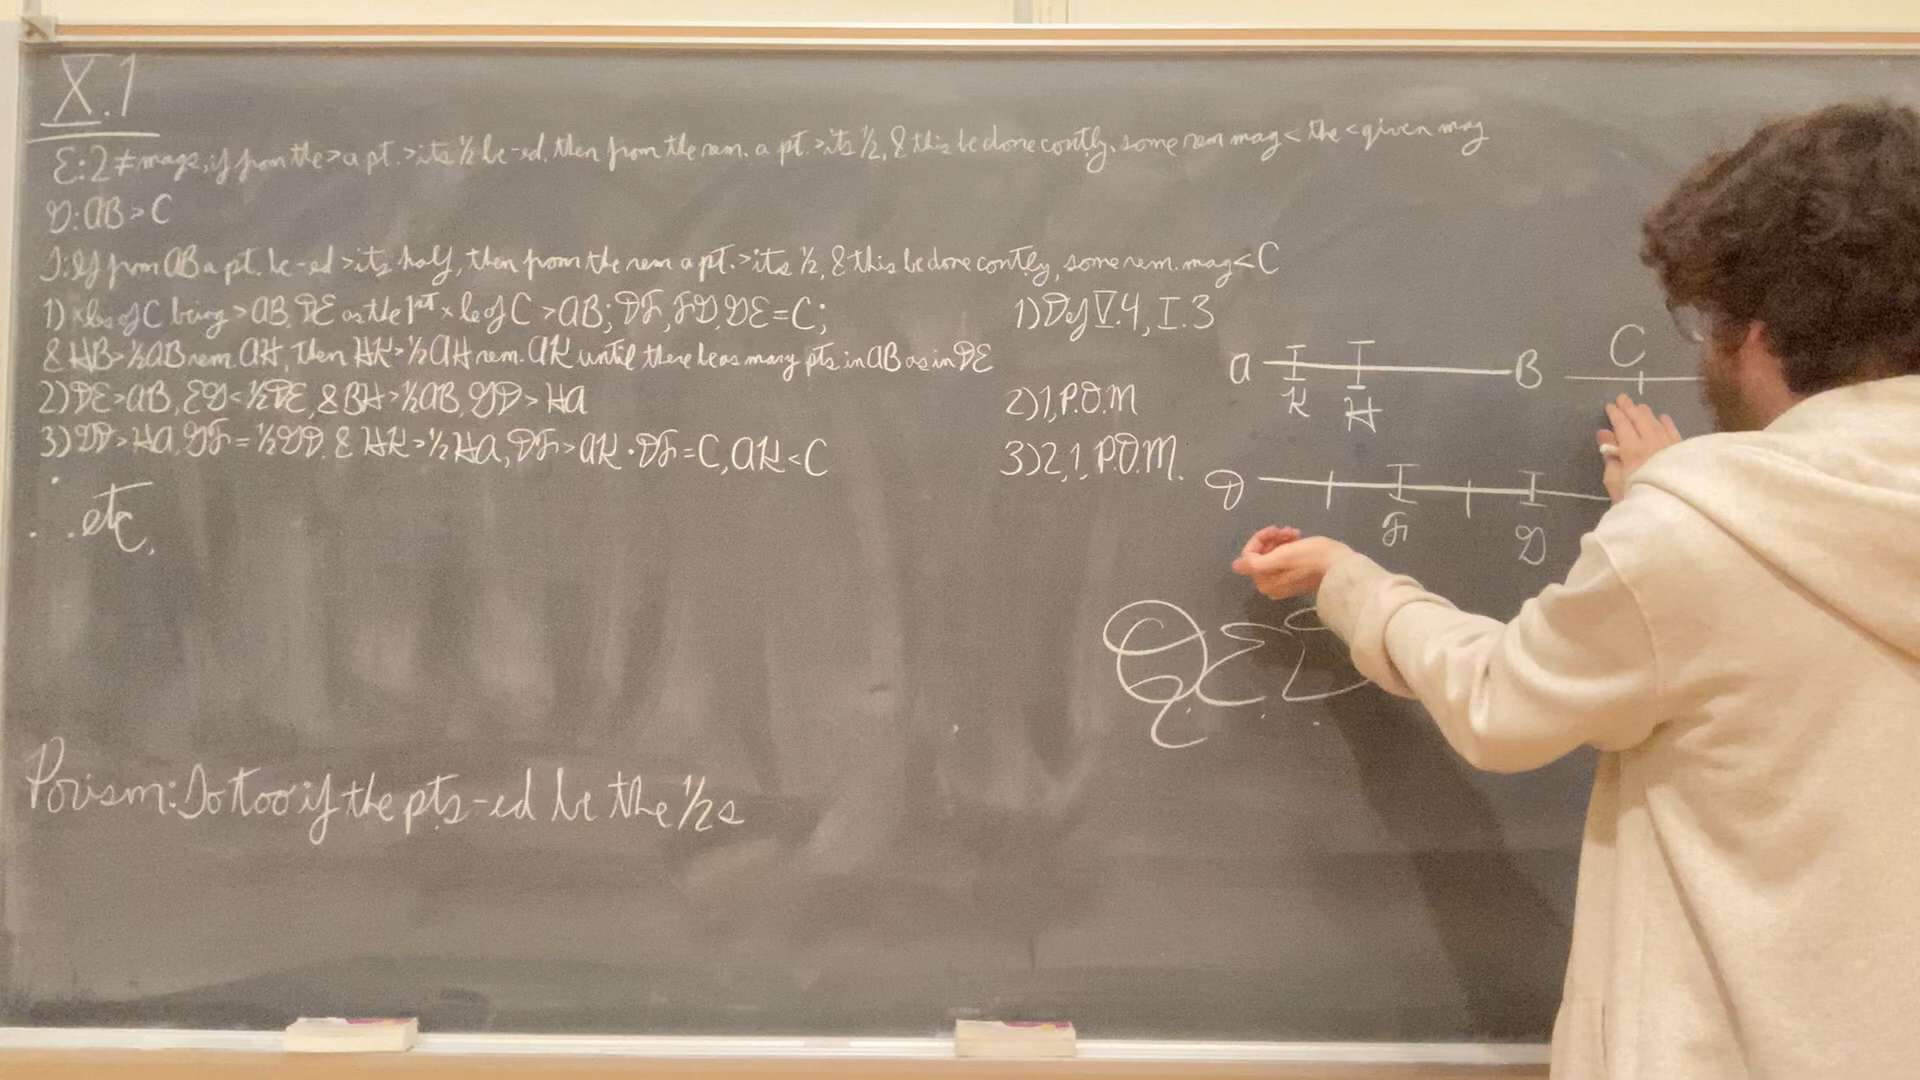 X.1
E: 2 ≠ mags, if from the > a pt. > its ½ be -ed, then from the rem. a pt. > its ½, & this be done contly, some rem mag < the < given mag
D: AB > C
S: If from AB a pt. be -ed > its half, then from the rem a pt. > its ½, & this be done contly, some rem. mag < C
1) × les of C being > AB, DE as the 1st × le of C > AB; DF, FG, GE = C;
& HB > ½ AB rem. AH, then HK > ½ AH rem. AK until there be as many pts in AB as in DE
2) DE > AB, EG < ½ DE, & BH > ½ AB, GD > HA
3) GD > HA, GF = ½ GD, & HK > ½ HA, DF > AK · DF = C, AK < C
∴ etc.
1) Def V.4, I.3
2) 1, P.O.M
3) 2, 1, P.O.M.
A B C
K H
D
F G
Q.E.D.
Porism: So too if the pts -ed be the ½s